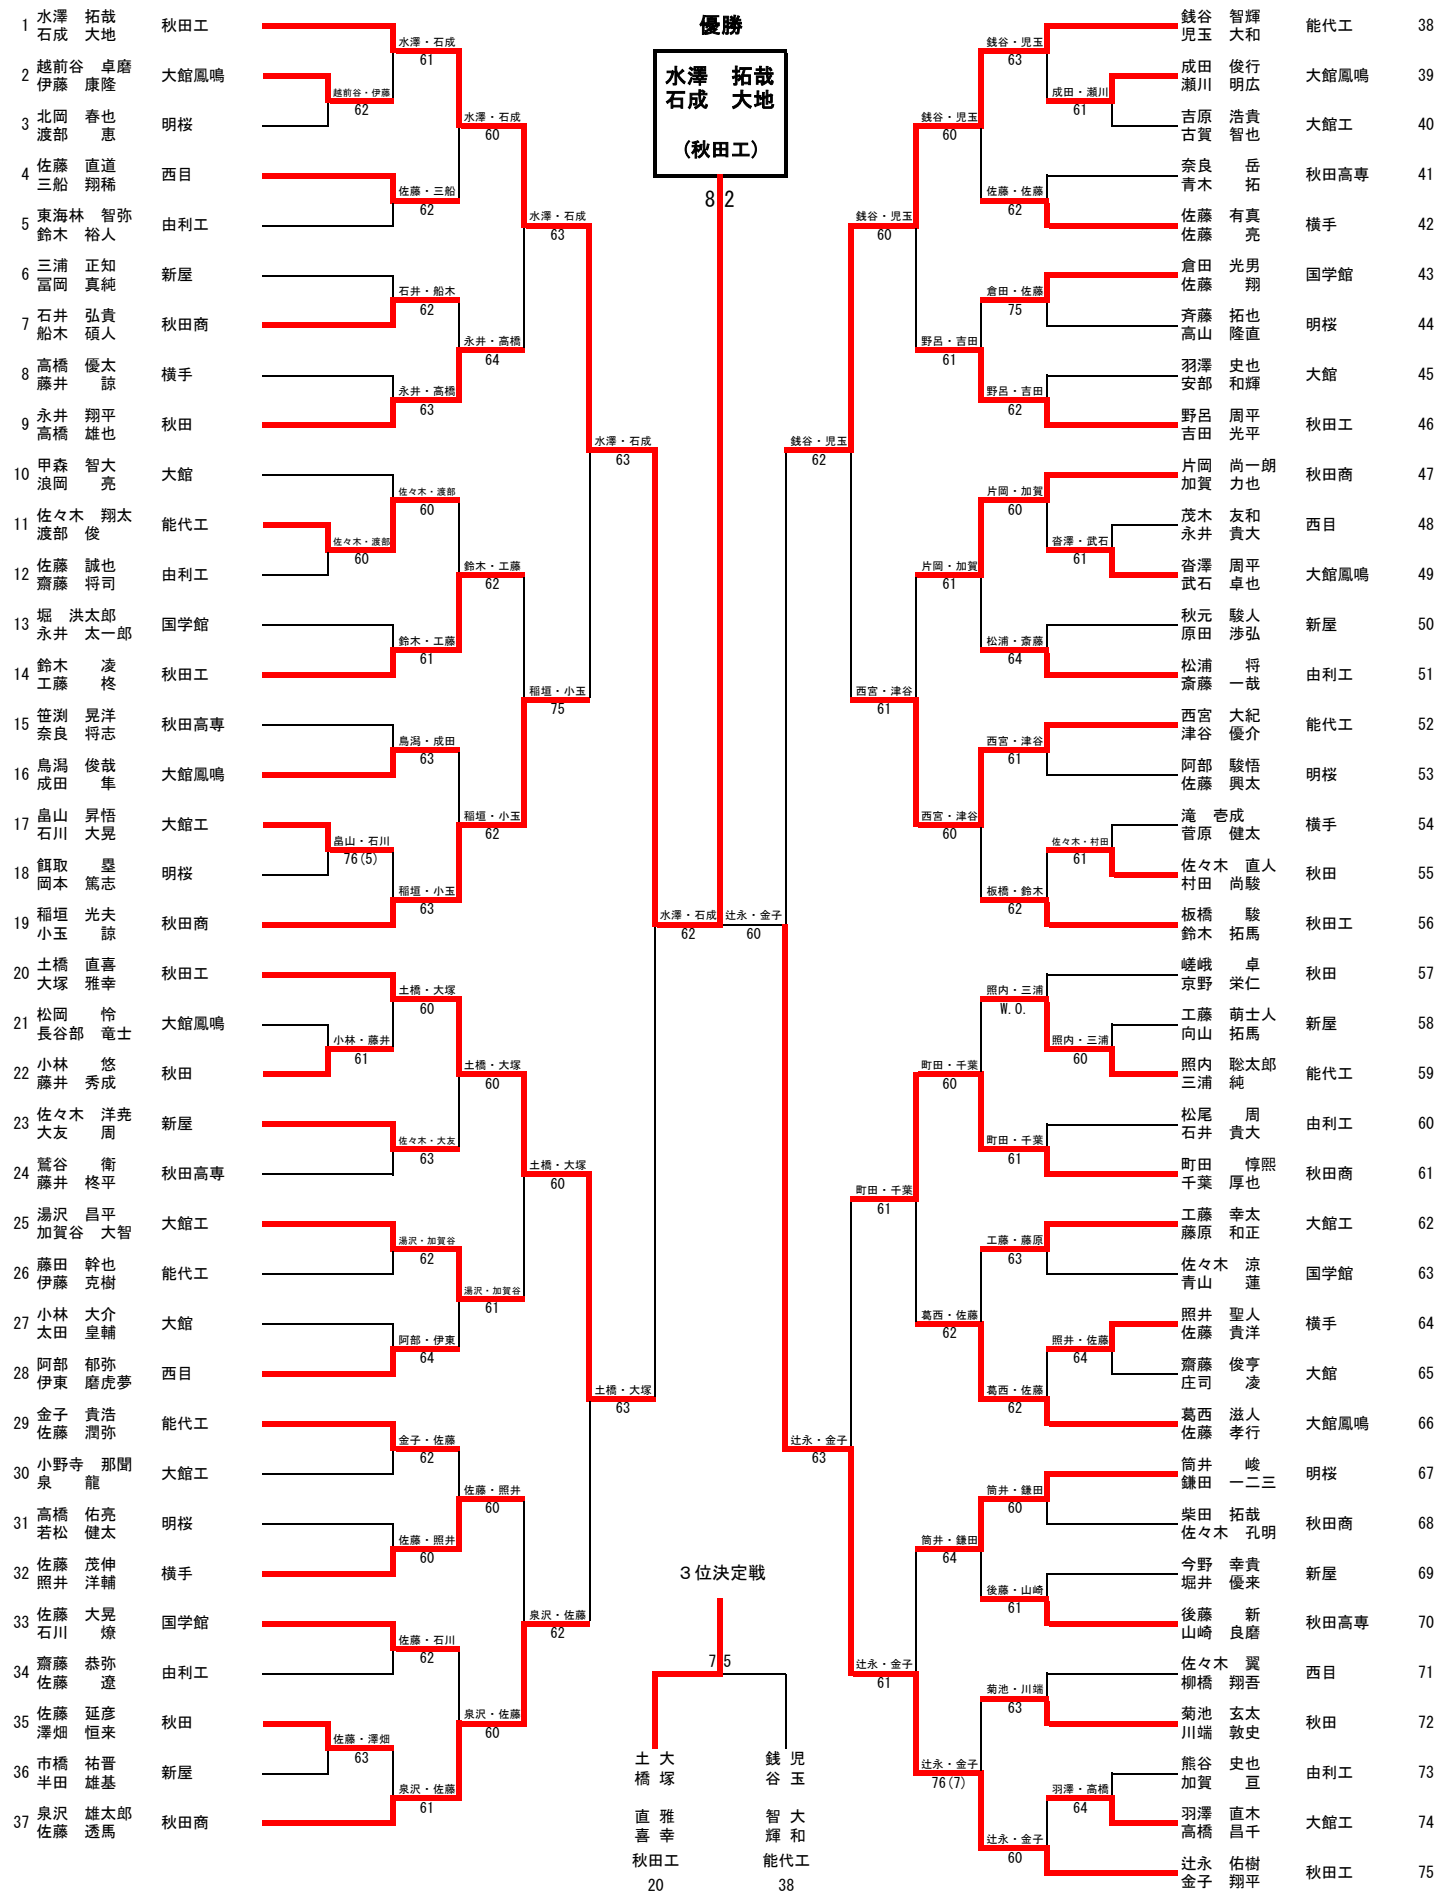 優勝
水澤　拓哉
石成　大地
(秋田工)
8 2
1 水澤　拓哉 石成　大地 秋田工
2 越前谷　卓磨 伊藤　康隆 大館鳳鳴
3 北岡　春也 渡部　恵 明桜
4 佐藤　直道 三船　翔稀 西目
5 東海林　智弥 鈴木　裕人 由利工
6 三浦　正知 冨岡　真純 新屋
7 石井　弘貴 船木　碩人 秋田商
8 高橋　優太 藤井　諒 横手
9 永井　翔平 高橋　雄也 秋田
10 甲森　智大 浪岡　亮 大館
11 佐々木　翔太 渡部　俊 能代工
12 佐藤　誠也 齋藤　将司 由利工
13 堀　洪太郎 永井　太一郎 国学館
14 鈴木　凌 工藤　柊 秋田工
15 笹渕　晃洋 奈良　将志 秋田高専
16 鳥潟　俊哉 成田　隼 大館鳳鳴
17 畠山　昇悟 石川　大晃 大館工
18 餌取　塁 岡本　篤志 明桜
19 稲垣　光夫 小玉　諒 秋田商
20 土橋　直喜 大塚　雅幸 秋田工
21 松岡　怜 長谷部　竜士 大館鳳鳴
22 小林　悠 藤井　秀成 秋田
23 佐々木　洋尭 大友　周 新屋
24 鷲谷　衛 藤井　柊平 秋田高専
25 湯沢　昌平 加賀谷　大智 大館工
26 藤田　幹也 伊藤　克樹 能代工
27 小林　大介 太田　皇輔 大館
28 阿部　郁弥 伊東　磨虎夢 西目
29 金子　貴浩 佐藤　潤弥 能代工
30 小野寺　那聞 泉　龍 大館工
31 高橋　佑亮 若松　健太 明桜
32 佐藤　茂伸 照井　洋輔 横手
33 佐藤　大晃 石川　燎 国学館
34 齋藤　恭弥 佐藤　遼 由利工
35 佐藤　延彦 澤畑　恒来 秋田
36 市橋　祐晋 半田　雄基 新屋
37 泉沢　雄太郎 佐藤　透馬 秋田商
越前谷・伊藤 62
佐々木・渡部 60
畠山・石川 76(5)
小林・藤井 61
佐藤・澤畑 63
水澤・石成 61
佐藤・三船 62
石井・船木 62
永井・高橋 63
佐々木・渡部 60
鈴木・工藤 61
鳥潟・成田 63
稲垣・小玉 63
土橋・大塚 60
佐々木・大友 63
湯沢・加賀谷 62
阿部・伊東 64
金子・佐藤 62
佐藤・照井 60
佐藤・石川 62
泉沢・佐藤 61
水澤・石成 60
永井・高橋 64
鈴木・工藤 62
稲垣・小玉 62
土橋・大塚 60
湯沢・加賀谷 61
佐藤・照井 60
泉沢・佐藤 60
水澤・石成 63
稲垣・小玉 75
土橋・大塚 60
泉沢・佐藤 62
水澤・石成 63
土橋・大塚 63
水澤・石成 62
辻永・金子 60
銭谷・児玉 62
辻永・金子 63
銭谷・児玉 60
西宮・津谷 61
町田・千葉 61
辻永・金子 61
銭谷・児玉 60
野呂・吉田 61
片岡・加賀 61
西宮・津谷 60
町田・千葉 60
葛西・佐藤 62
筒井・鎌田 64
辻永・金子 76(7)
銭谷・児玉 63
佐藤・佐藤 62
倉田・佐藤 75
野呂・吉田 62
片岡・加賀 60
松浦・斎藤 64
西宮・津谷 61
板橋・鈴木 62
照内・三浦 W.O.
町田・千葉 61
工藤・藤原 63
葛西・佐藤 62
筒井・鎌田 60
後藤・山崎 61
菊池・川端 63
辻永・金子 60
成田・瀬川 61
沓澤・武石 61
佐々木・村田 61
照内・三浦 60
照井・佐藤 64
羽澤・高橋 64
銭谷　智輝 児玉　大和 能代工 38
成田　俊行 瀬川　明広 大館鳳鳴 39
吉原　浩貴 古賀　智也 大館工 40
奈良　岳 青木　拓 秋田高専 41
佐藤　有真 佐藤　亮 横手 42
倉田　光男 佐藤　翔 国学館 43
斉藤　拓也 高山　隆直 明桜 44
羽澤　史也 安部　和輝 大館 45
野呂　周平 吉田　光平 秋田工 46
片岡　尚一朗 加賀　力也 秋田商 47
茂木　友和 永井　貴大 西目 48
沓澤　周平 武石　卓也 大館鳳鳴 49
秋元　駿人 原田　渉弘 新屋 50
松浦　将 斎藤　一哉 由利工 51
西宮　大紀 津谷　優介 能代工 52
阿部　駿悟 佐藤　興太 明桜 53
滝　壱成 菅原　健太 横手 54
佐々木　直人 村田　尚駿 秋田 55
板橋　駿 鈴木　拓馬 秋田工 56
嵯峨　卓 京野　栄仁 秋田 57
工藤　萌士人 向山　拓馬 新屋 58
照内　聡太郎 三浦　純 能代工 59
松尾　周 石井　貴大 由利工 60
町田　惇熙 千葉　厚也 秋田商 61
工藤　幸太 藤原　和正 大館工 62
佐々木　涼 青山　蓮 国学館 63
照井　聖人 佐藤　貴洋 横手 64
齋藤　俊亨 庄司　凌 大館 65
葛西　滋人 佐藤　孝行 大館鳳鳴 66
筒井　峻 鎌田　一二三 明桜 67
柴田　拓哉 佐々木　孔明 秋田商 68
今野　幸貴 堀井　優来 新屋 69
後藤　新 山崎　良磨 秋田高専 70
佐々木　翼 柳橋　翔吾 西目 71
菊池　玄太 川端　敦史 秋田 72
熊谷　史也 加賀　亘 由利工 73
羽澤　直木 高橋　昌千 大館工 74
辻永　佑樹 金子　翔平 秋田工 75
３位決定戦
7 5
土橋　直喜 大塚　雅幸
秋田工
20
銭谷　智輝 児玉　大和
能代工
38